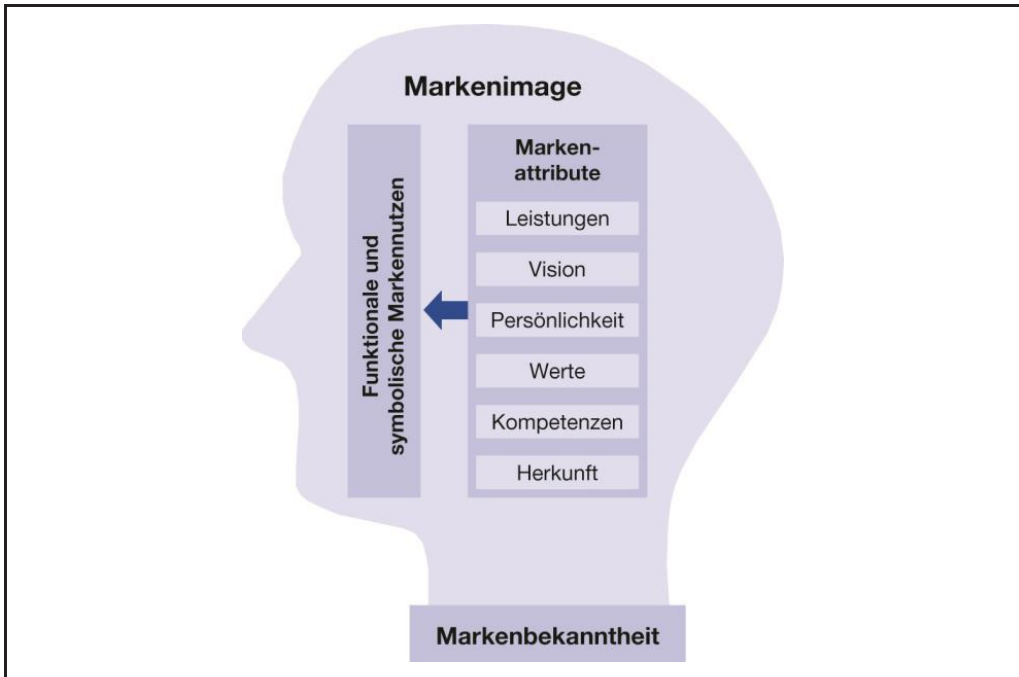 Markenimage
Funktionale und
symbolische Markennutzen
Marken-
attribute
Leistungen
Vision
Persönlichkeit
Werte
Kompetenzen
Herkunft
Markenbekanntheit